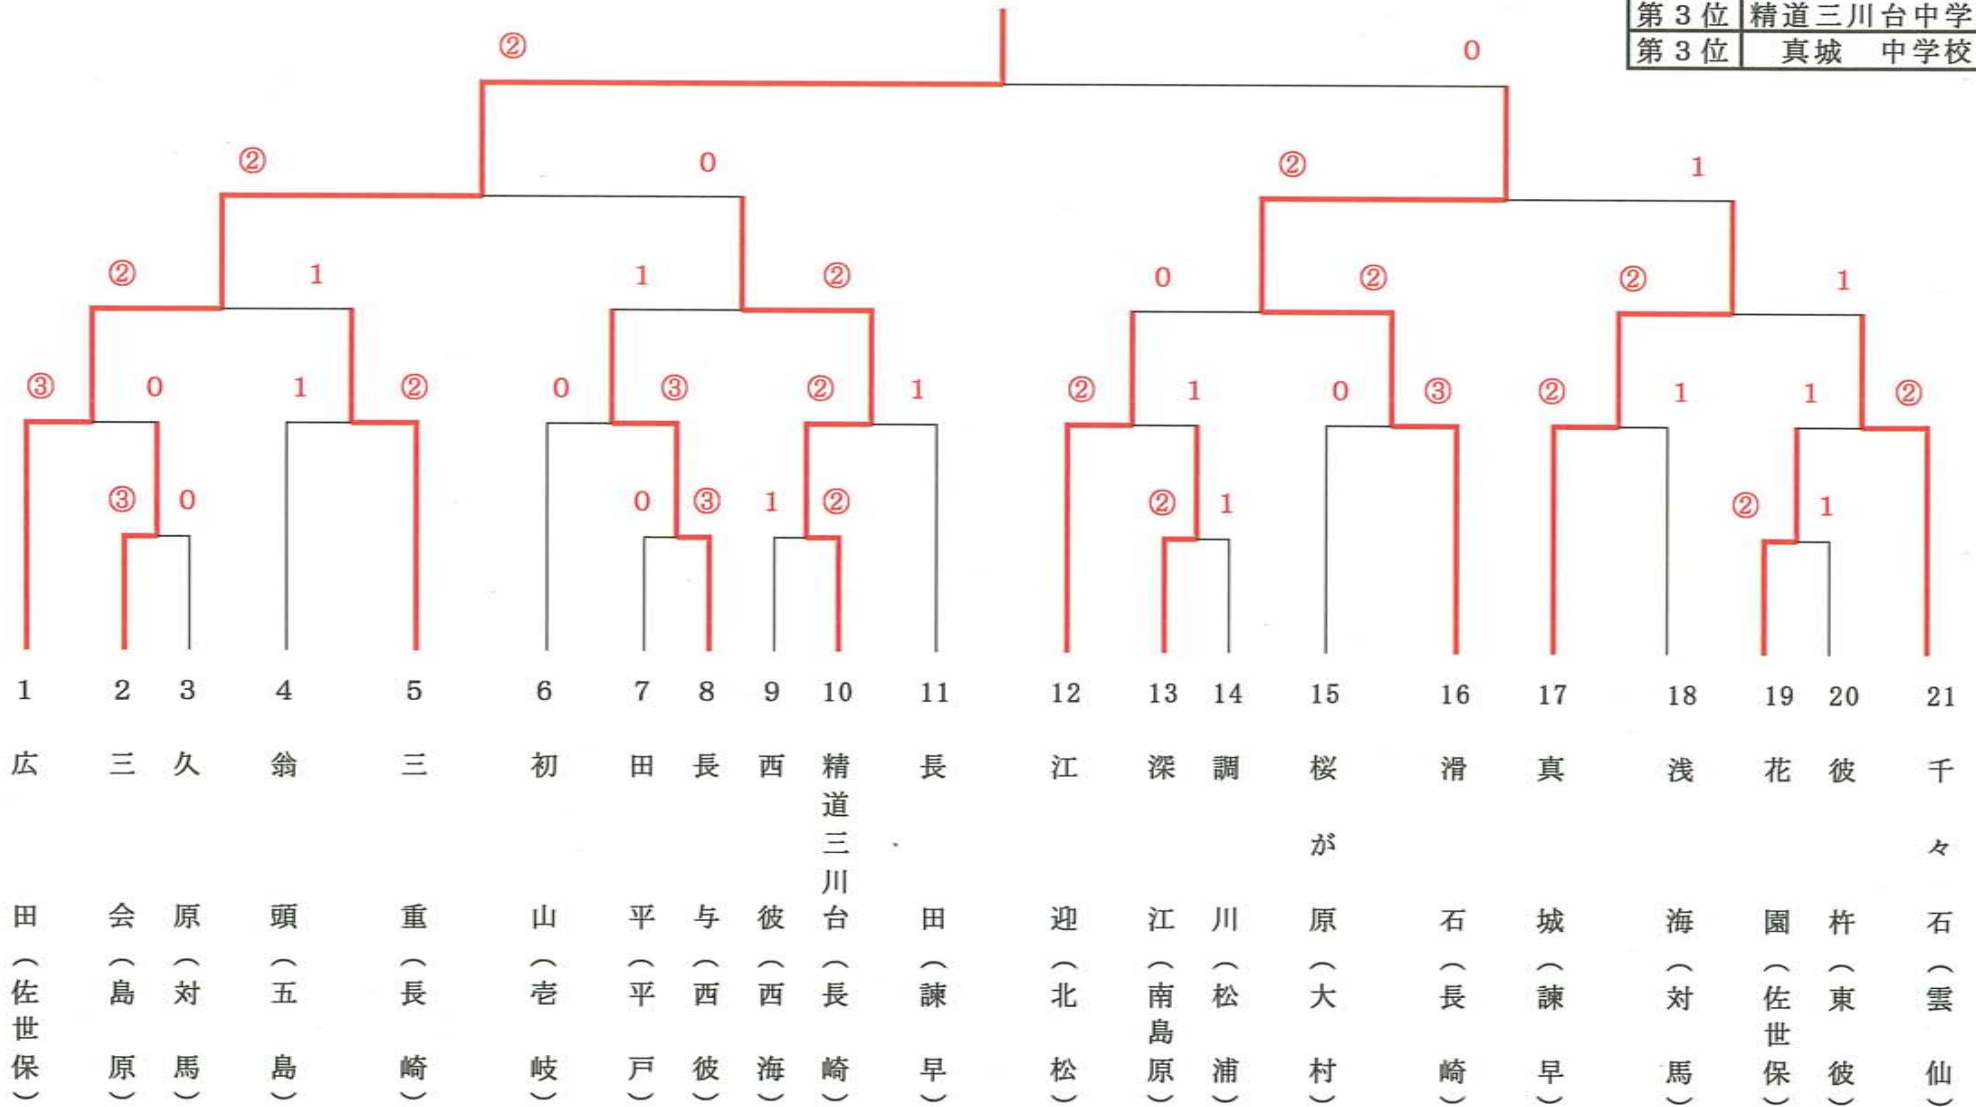 第３位 精道三川台中学
第３位 真城 中学校
② 0
② 0 ② 1
② 1 1 ② 0 ② ② 1
③ 0 1 ② 0 ③ ② 1 ② 1 0 ③ ② 1 1 ②
③ 0 0 ③ 1 ② ② 1 ② 1
1 2 3 4 5 6 7 8 9 10 11 12 13 14 15 16 17 18 19 20 21
広田（佐世保）
三会（島原）
久原（対馬）
翁頭（五島）
三重（長崎）
初山（壱岐）
田平（平戸）
長与（西彼）
西彼（西海）
精道三川台（長崎）
長田（諫早）
江迎（北松）
深江（南島原）
調川（松浦）
桜が原（大村）
滑石（長崎）
真城（諫早）
浅海（対馬）
花園（佐世保）
彼杵（東彼）
千々石（雲仙）